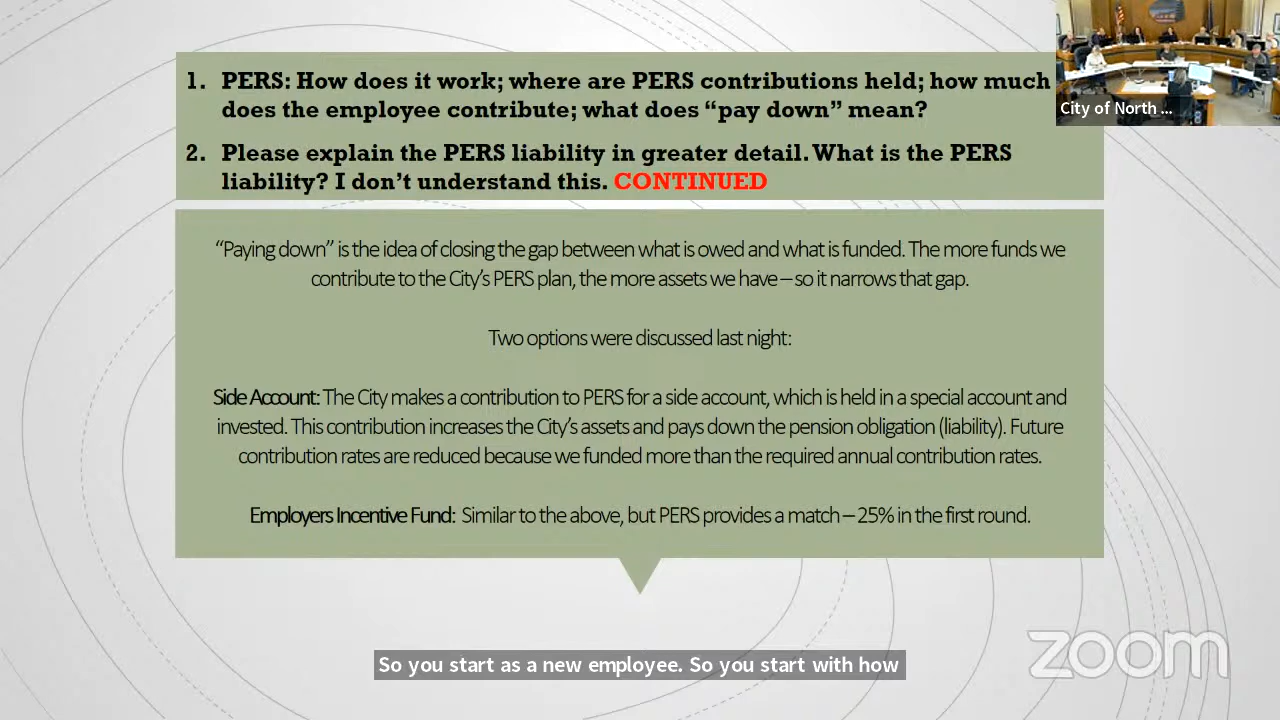 1. PERS: How does it work; where are PERS contributions held; how much
does the employee contribute; what does “pay down” mean?
2. Please explain the PERS liability in greater detail. What is the PERS
liability? I don’t understand this. CONTINUED
City of North ...
“Paying down” is the idea of closing the gap between what is owed and what is funded. The more funds we
contribute to the City’s PERS plan, the more assets we have – so it narrows that gap.
Two options were discussed last night:
Side Account: The City makes a contribution to PERS for a side account, which is held in a special account and
invested. This contribution increases the City’s assets and pays down the pension obligation (liability). Future
contribution rates are reduced because we funded more than the required annual contribution rates.
Employers Incentive Fund: Similar to the above, but PERS provides a match – 25% in the first round.
So you start as a new employee. So you start with how
zoom